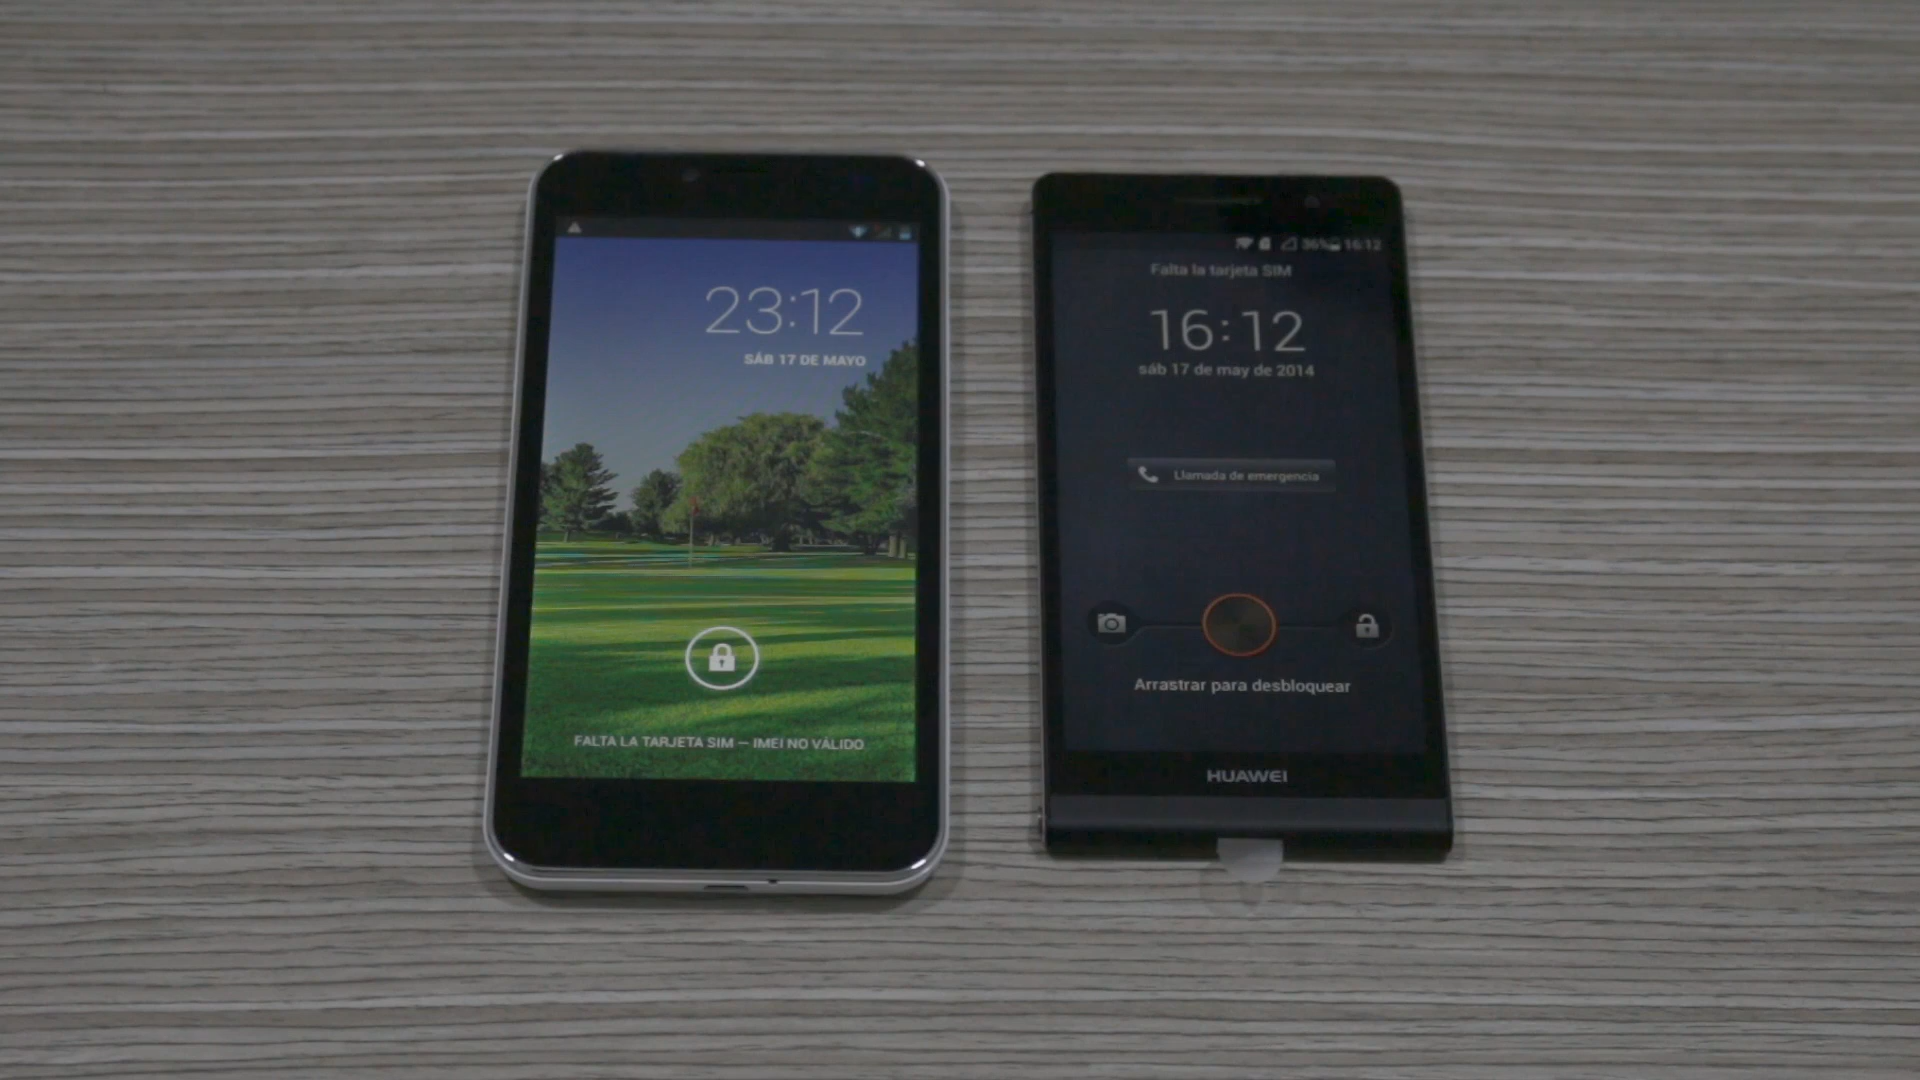 23:12
SÁB 17 DE MAYO
FALTA LA TARJETA SIM – IMEI NO VÁLIDO
36% 16:12
Falta la tarjeta SIM
16:12
sáb 17 de may de 2014
Llamada de emergencia
Arrastrar para desbloquear
HUAWEI